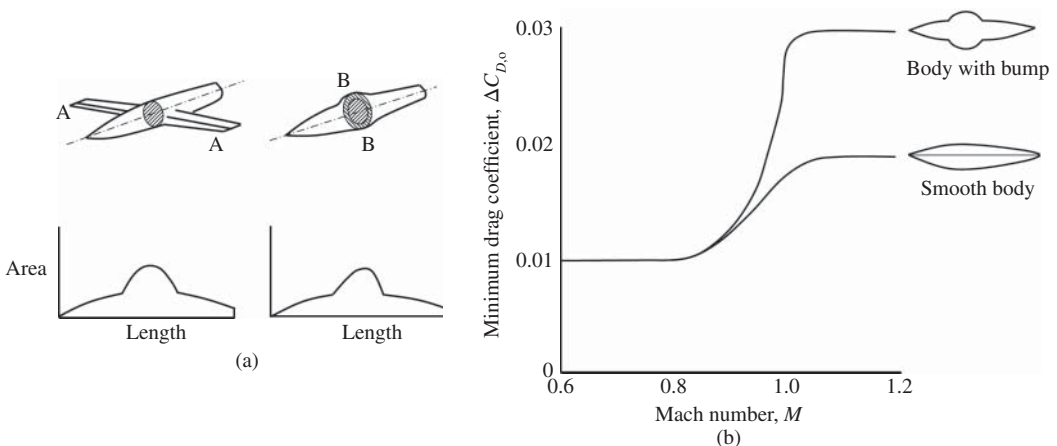 A
A
B
B
Area
Length
Length
(a)
Minimum drag coefficient, ΔC_{D,o}
0.03
0.02
0.01
0
0.6
0.8
1.0
1.2
Mach number, M
(b)
Body with bump
Smooth body